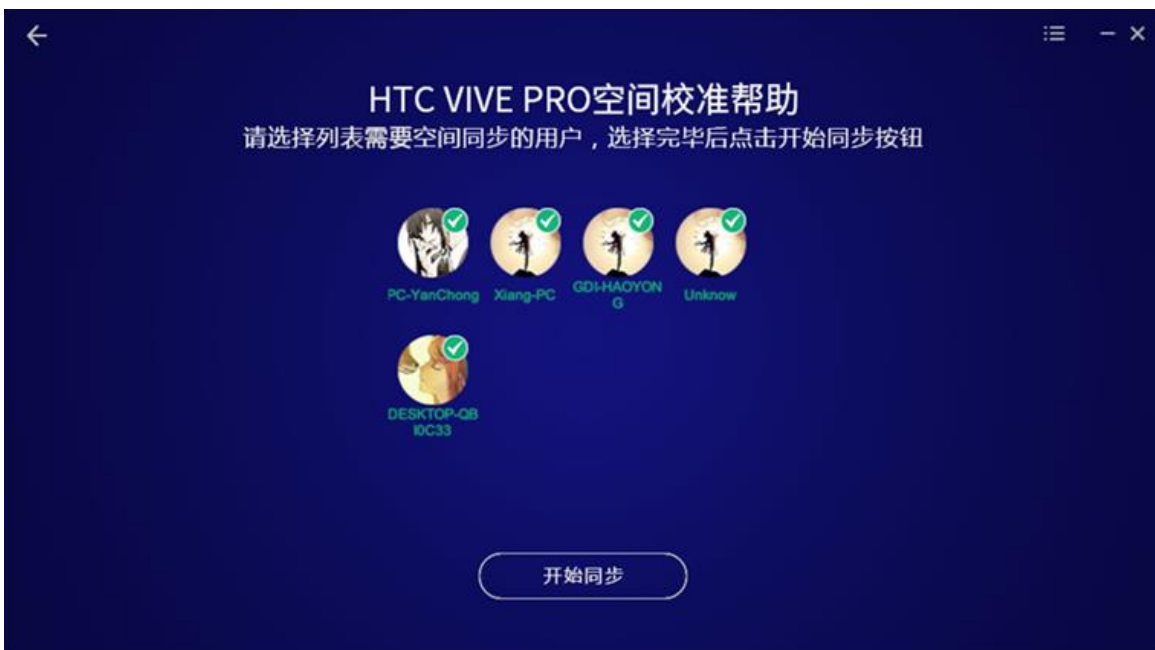 HTC VIVE PRO空间校准帮助
请选择列表需要空间同步的用户，选择完毕后点击开始同步按钮
PC-YanChong
Xiang-PC
GDI-HAOYON
G
Unknow
DESKTOP-QB
I0C33
开始同步